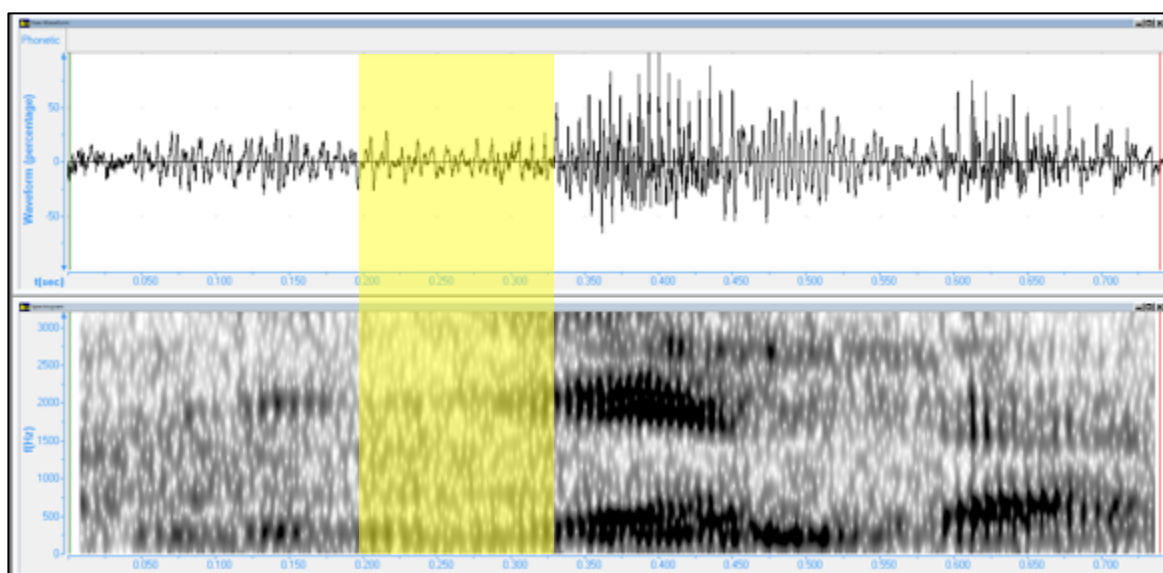 Raw Waveform
Phonetic
Waveform (percentage)
50
0
-50
t[sec] 0.050 0.100 0.150 0.200 0.250 0.300 0.350 0.400 0.450 0.500 0.550 0.600 0.650 0.700
Spectrogram
f(Hz)
3000
2500
2000
1500
1000
500
0
0.050 0.100 0.150 0.200 0.250 0.300 0.350 0.400 0.450 0.500 0.550 0.600 0.650 0.700